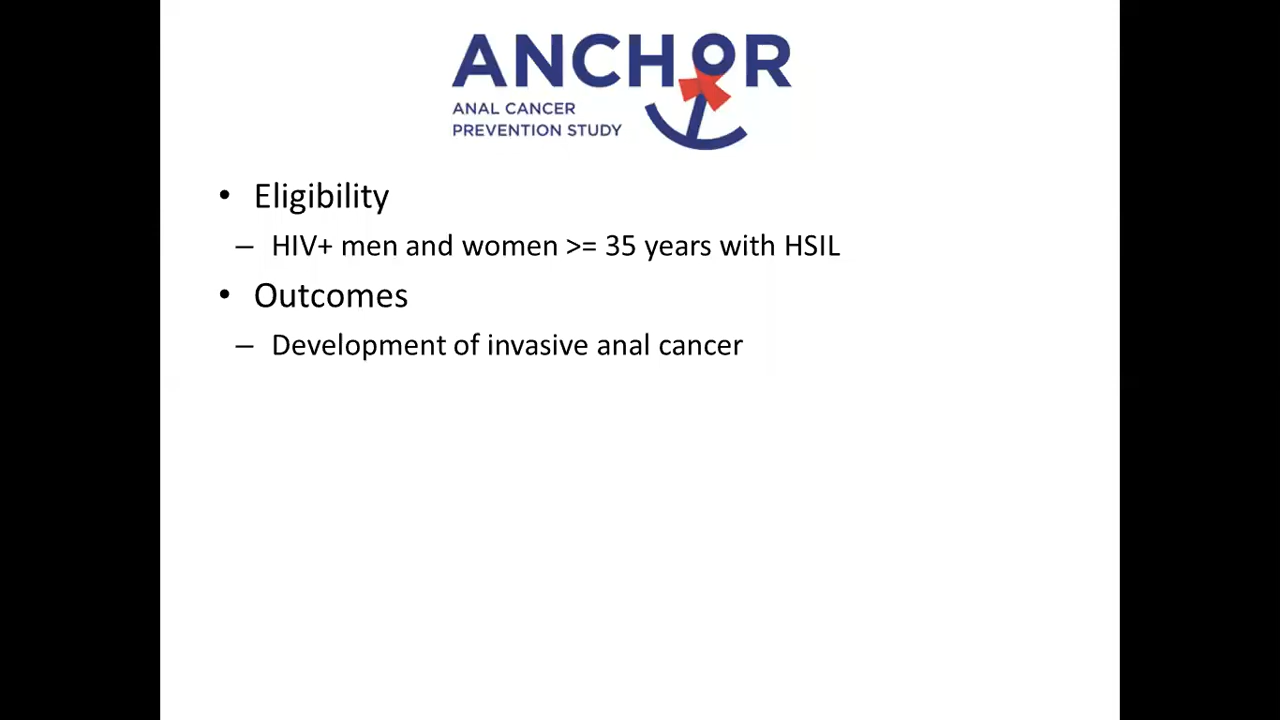 ANCHOR
ANAL CANCER
PREVENTION STUDY
• Eligibility
– HIV+ men and women >= 35 years with HSIL
• Outcomes
– Development of invasive anal cancer